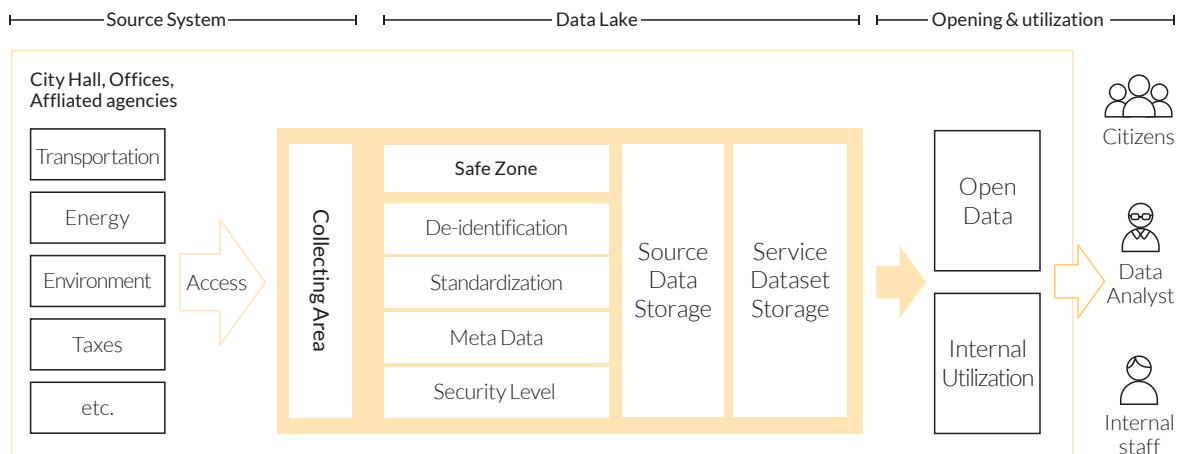 Source System
Data Lake
Opening & utilization
City Hall, Offices,
Affliated agencies
Transportation
Energy
Environment
Taxes
etc.
Access
Collecting Area
Safe Zone
De-identification
Standardization
Meta Data
Security Level
Source
Data
Storage
Service
Dataset
Storage
Open
Data
Internal
Utilization
Citizens
Data
Analyst
Internal
staff